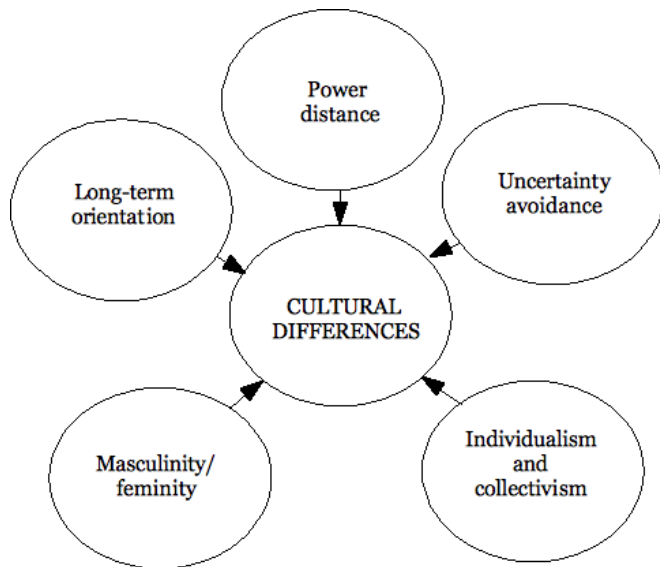 Power
distance
Long-term
orientation
Uncertainty
avoidance
CULTURAL
DIFFERENCES
Masculinity/
feminity
Individualism
and
collectivism